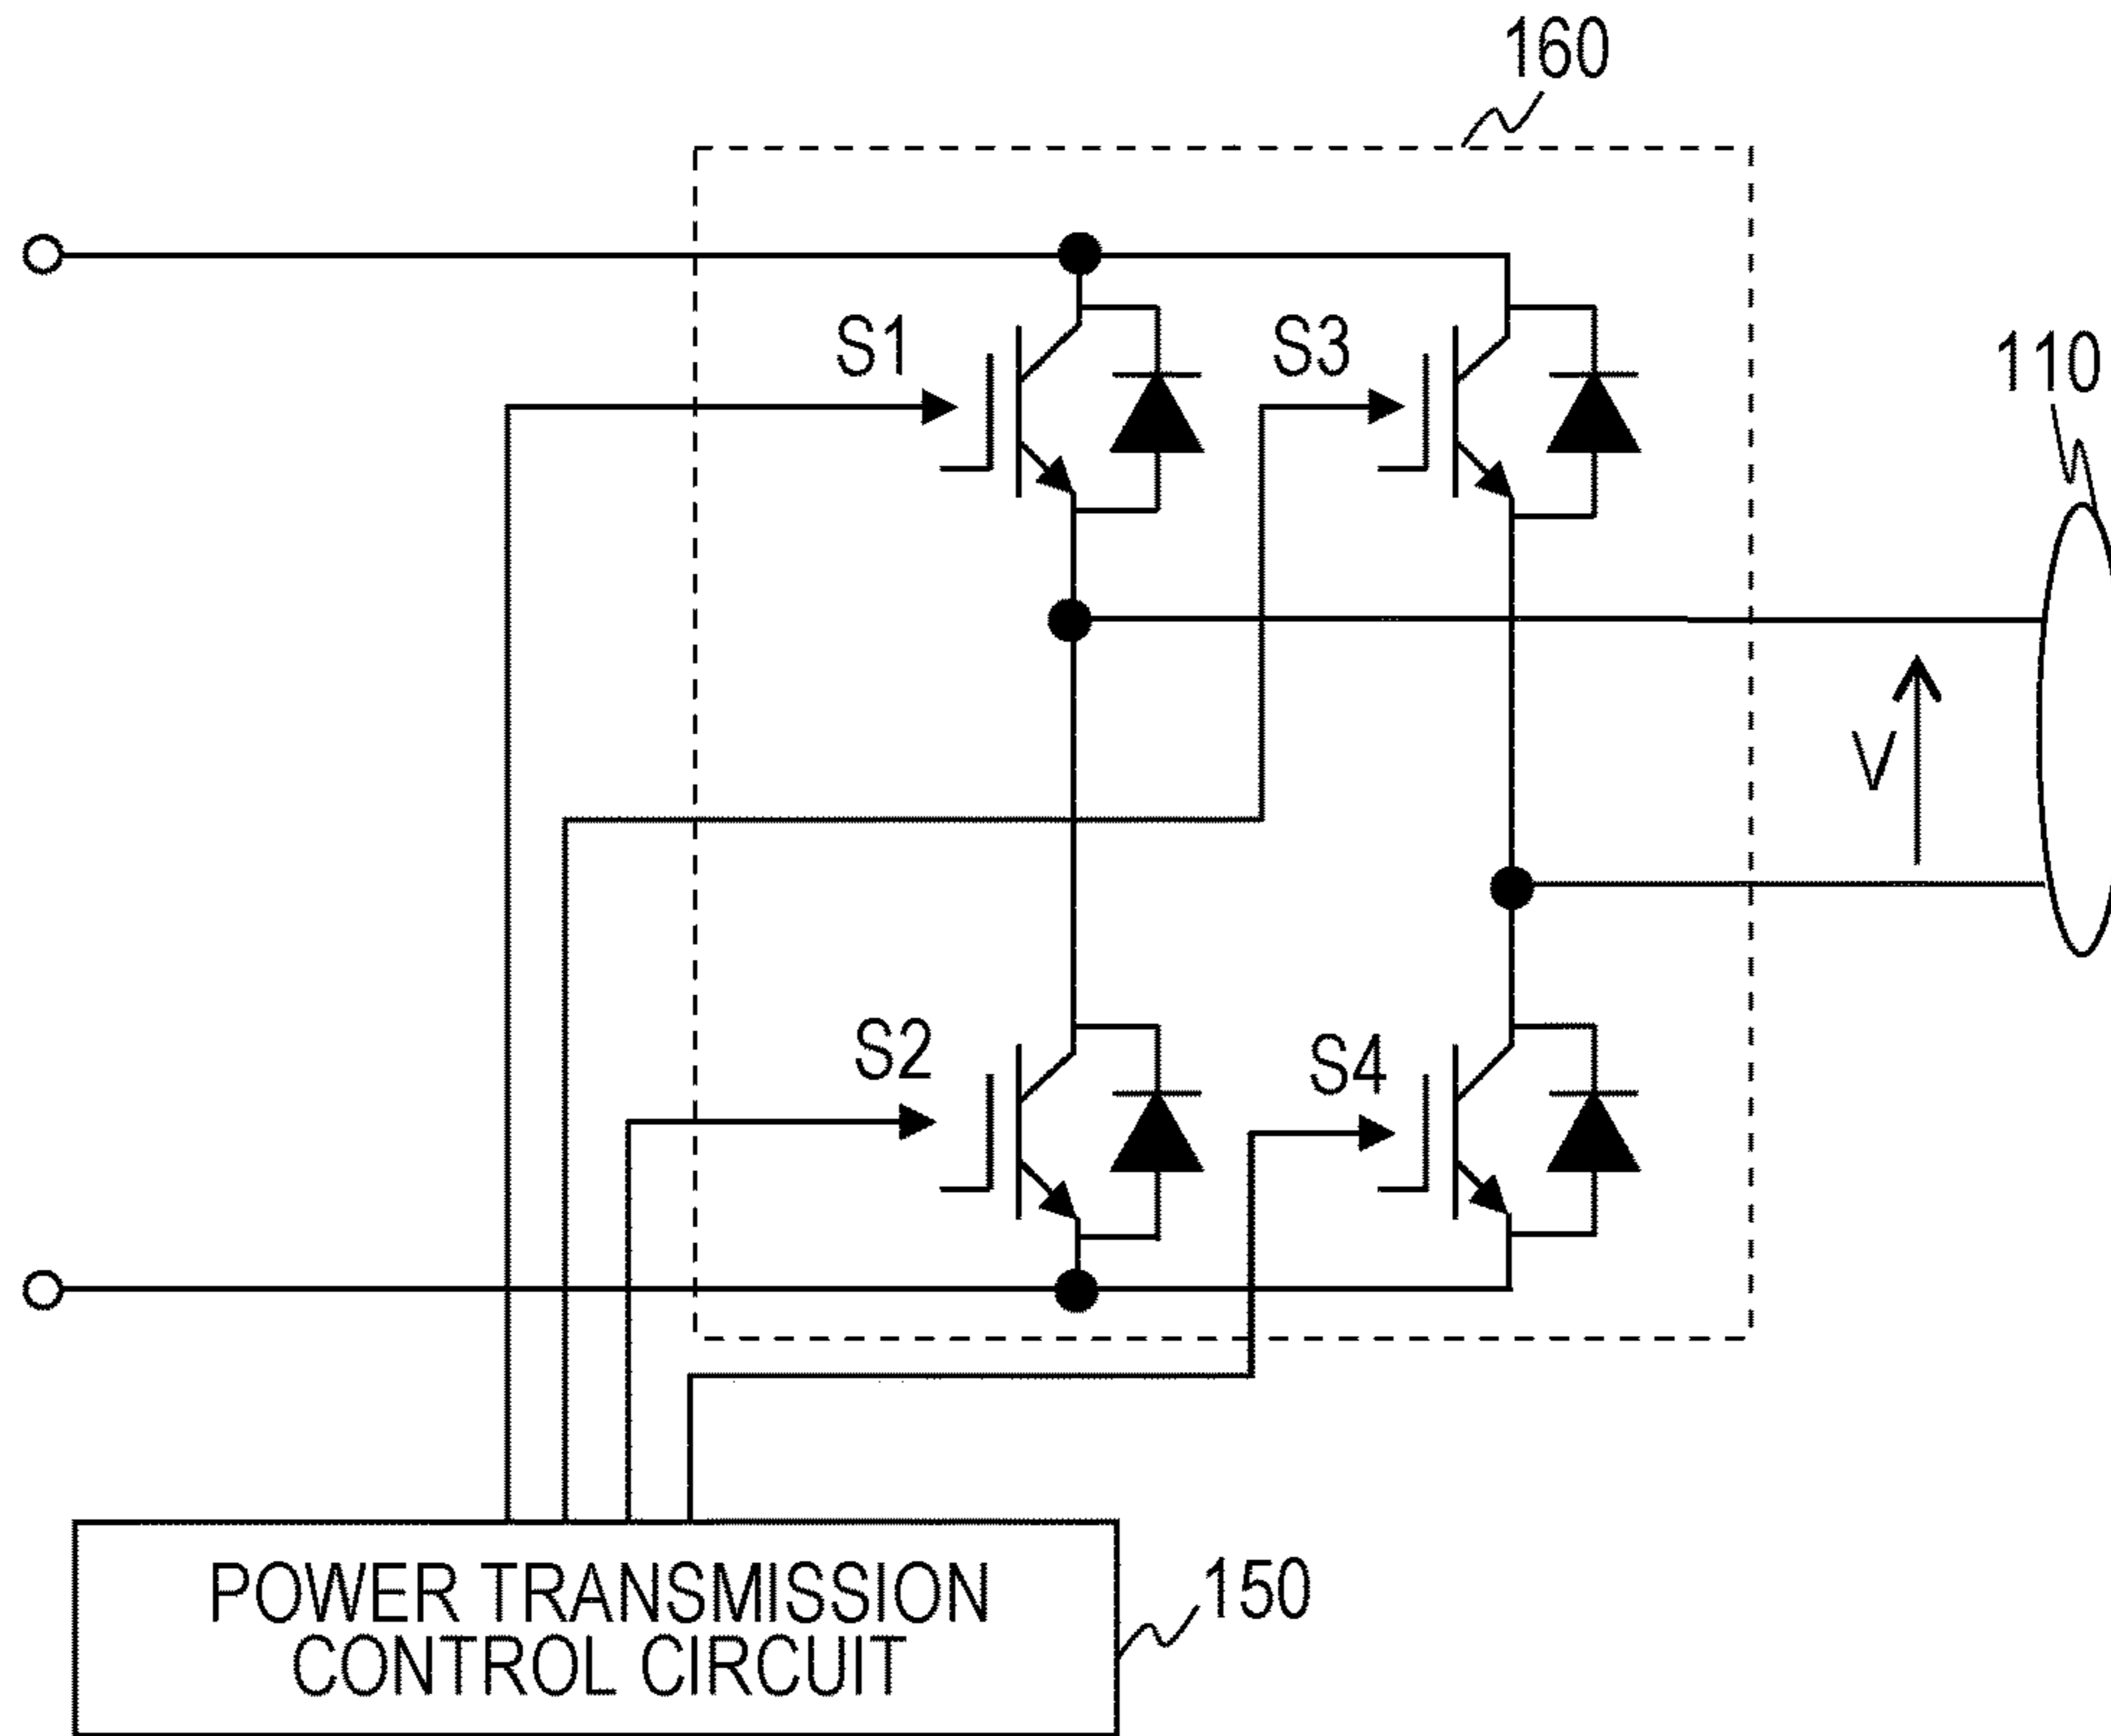 160
S1
S3
110
V
S2
S4
POWER TRANSMISSION
CONTROL CIRCUIT
150